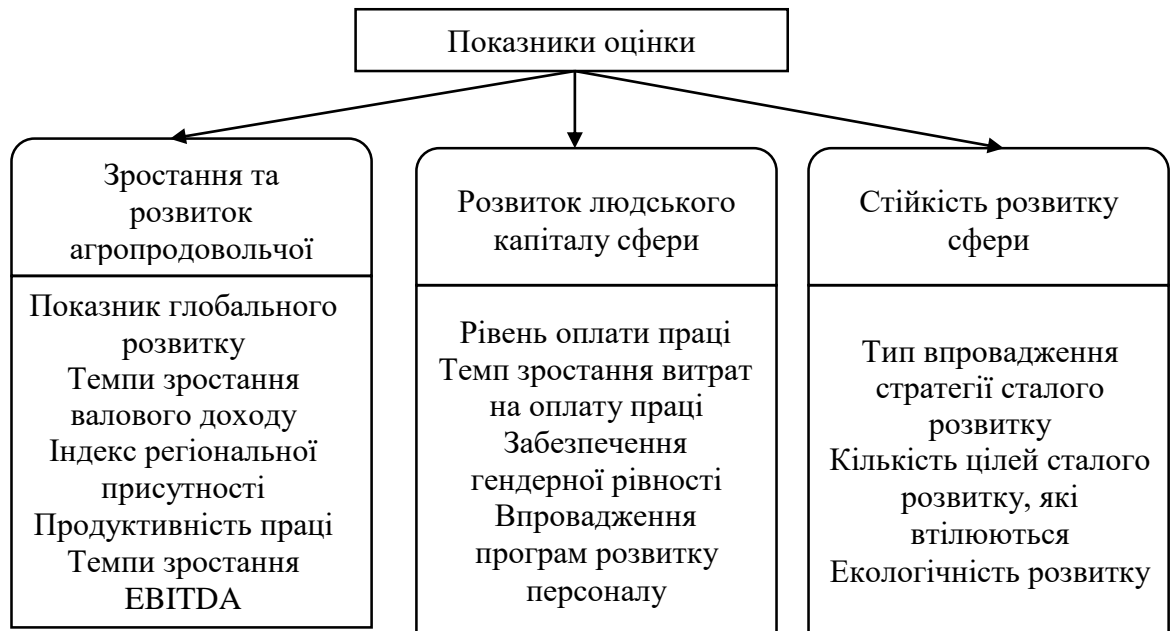 Показники оцінки
Зростання та
розвиток
агропродовольчої
Показник глобального
розвитку
Темпи зростання
валового доходу
Індекс регіональної
присутності
Продуктивність праці
Темпи зростання
EBITDA
Розвиток людського
капіталу сфери
Рівень оплати праці
Темп зростання витрат
на оплату праці
Забезпечення
гендерної рівності
Впровадження
програм розвитку
персоналу
Стійкість розвитку
сфери
Тип впровадження
стратегії сталого
розвитку
Кількість цілей сталого
розвитку, які
втілюються
Екологічність розвитку